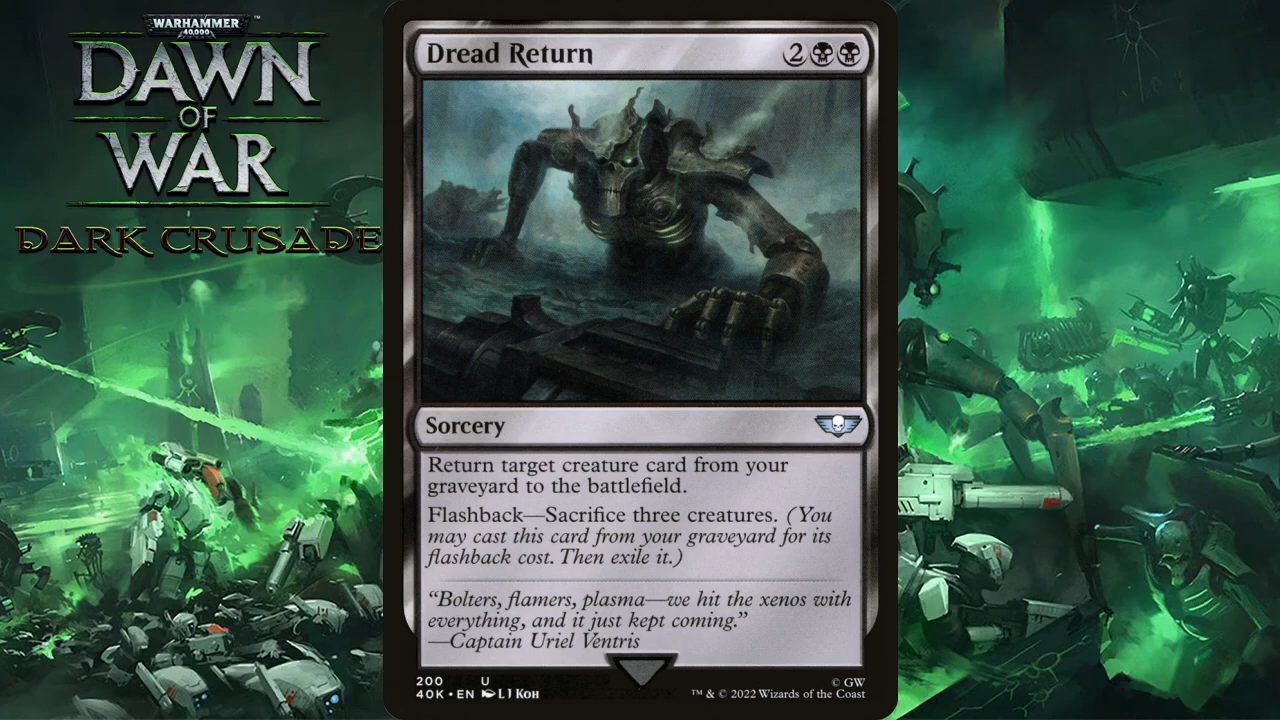 WARHAMMER™
40,000
DAWN
OF
WAR
DARK CRUSADE
Dread Return 2
Sorcery
Return target creature card from your
graveyard to the battlefield.
Flashback—Sacrifice three creatures. (You
may cast this card from your graveyard for its
flashback cost. Then exile it.)
“Bolters, flamers, plasma—we hit the xenos with
everything, and it just kept coming.”
—Captain Uriel Ventris
200 U
40K • EN LI KOH
© GW
™ & © 2022 Wizards of the Coast